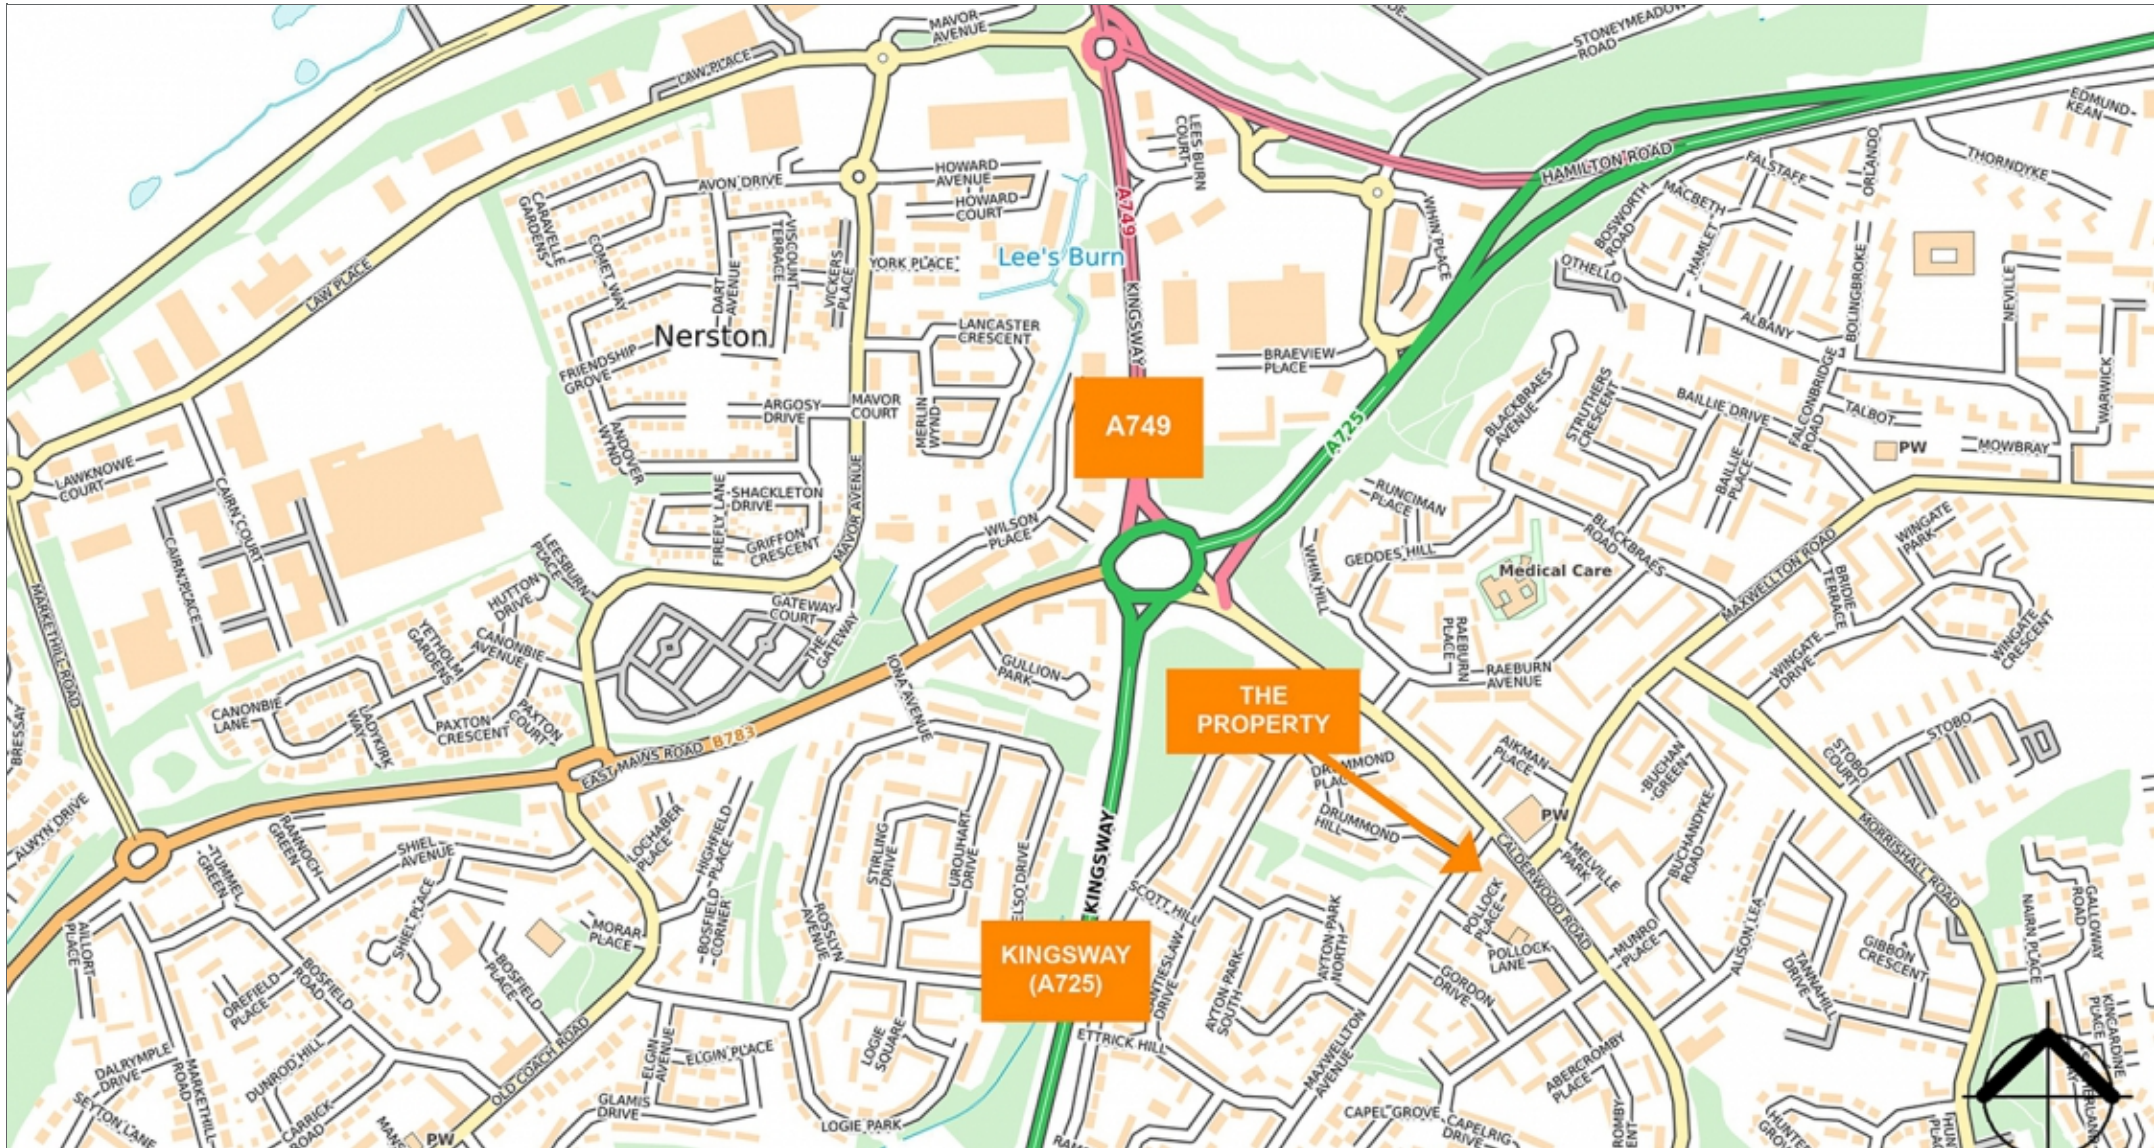 MAVOR
AVENUE
LAW PLACE
STONEYMEADOW
ROAD
EDMUND
KEAN
HAMILTON ROAD
LEES BURN
COURT
HOWARD
AVENUE
HOWARD
COURT
AVON DRIVE
CARAVELLE
GARDENS
COMET WAY
VISCOUNT
TERRACE
VICKERS
PLACE
DART
AVENUE
YORK PLACE
Lee's Burn
A749
KINGSWAY
WHIN PLACE
BOSWORTH
ROAD
MACBETH
FALSTAFF
ORLANDO
THORNDYKE
OTHELLO
HAMLET
ALBANY
BOLINGBROKE
NEVILLE
WARWICK
LAW PLACE
Nerston
FRIENDSHIP
GROVE
LANCASTER
CRESCENT
BRAEVIEW
PLACE
ARGOSY
DRIVE
MAVOR
COURT
MERLIN
WYND
A749
A725
BLACKBRAES
AVENUE
STRUTHERS
CRESCENT
BAILLIE DRIVE
FALCONBRIDGE
ROAD
TALBOT
PW
MOWBRAY
ANDOVER
WYND
LAWKNOWE
COURT
CAIRN COURT
CAIRN PLACE
SHACKLETON
DRIVE
FIREFLY LANE
GRIFFON
CRESCENT
MAVOR AVENUE
WILSON
PLACE
RUNCIMAN
PLACE
GEDDES HILL
WHIN HILL
BAILLIE
PLACE
BLACKBRAES
ROAD
Medical Care
WINGATE
PARK
MAXWELLTON ROAD
BRIDIE
TERRACE
WINGATE
CRESCENT
WINGATE
DRIVE
MARKETHILL ROAD
LEESBURN
PLACE
HUTTON
DRIVE
YETHOLM
GARDENS
CANONBIE
AVENUE
GATEWAY
COURT
THE
GATEWAY
IONA AVENUE
GULLION
PARK
RAEBURN
PLACE
RAEBURN
AVENUE
THE
PROPERTY
CANONBIE
LANE
LADYKIRK
WAY
PAXTON
CRESCENT
PAXTON
COURT
EAST MAINS ROAD
B783
BRESSAY
DRUMMOND
HILL
AIKMAN
PLACE
BUCHAN
GREEN
STOBO
STOBO
COURT
PW
ALWYN DRIVE
TUMMEL
GREEN
RANNOCH
GREEN
SHIEL
AVENUE
LOCHABER
PLACE
HIGHFIELD
PLACE
STIRLING
DRIVE
URQUHART
DRIVE
KINGSWAY
SCOTT HILL
CALDERWOOD ROAD
MELVILLE
PARK
BUCHANDYKE
ROAD
MORRISHALL ROAD
AILLORT
PLACE
SHIEL PLACE
MORAR
PLACE
BOSFIELD
CORNER
ROSSLYN
AVENUE
KINGSWAY
(A725)
AYTON PARK
SOUTH
AYTON PARK
NORTH
POLLOCK
PLACE
POLLOCK
LANE
MUNRO
PLACE
ALISON LEA
TANNAHILL
DRIVE
GIBBON
CRESCENT
NAIRN PLACE
GALLOWAY
ROAD
OREFIELD
PLACE
BOSFIELD
ROAD
BOSFIELD
PLACE
GORDON
DRIVE
LOGIE
SQUARE
ETTRICK HILL
MAXWELLTON
AVENUE
KINCARDINE
PLACE
DALRYMPLE
DRIVE
MARKETHILL
ROAD
DUNROD HILL
OLD COACH ROAD
ELGIN
AVENUE
ELGIN PLACE
ABERCROMBY
PLACE
SEYTON LANE
CARRICK
ROAD
PW
GLAMIS
DRIVE
LOGIE PARK
CAPEL GROVE
CAPELRIG
DRIVE